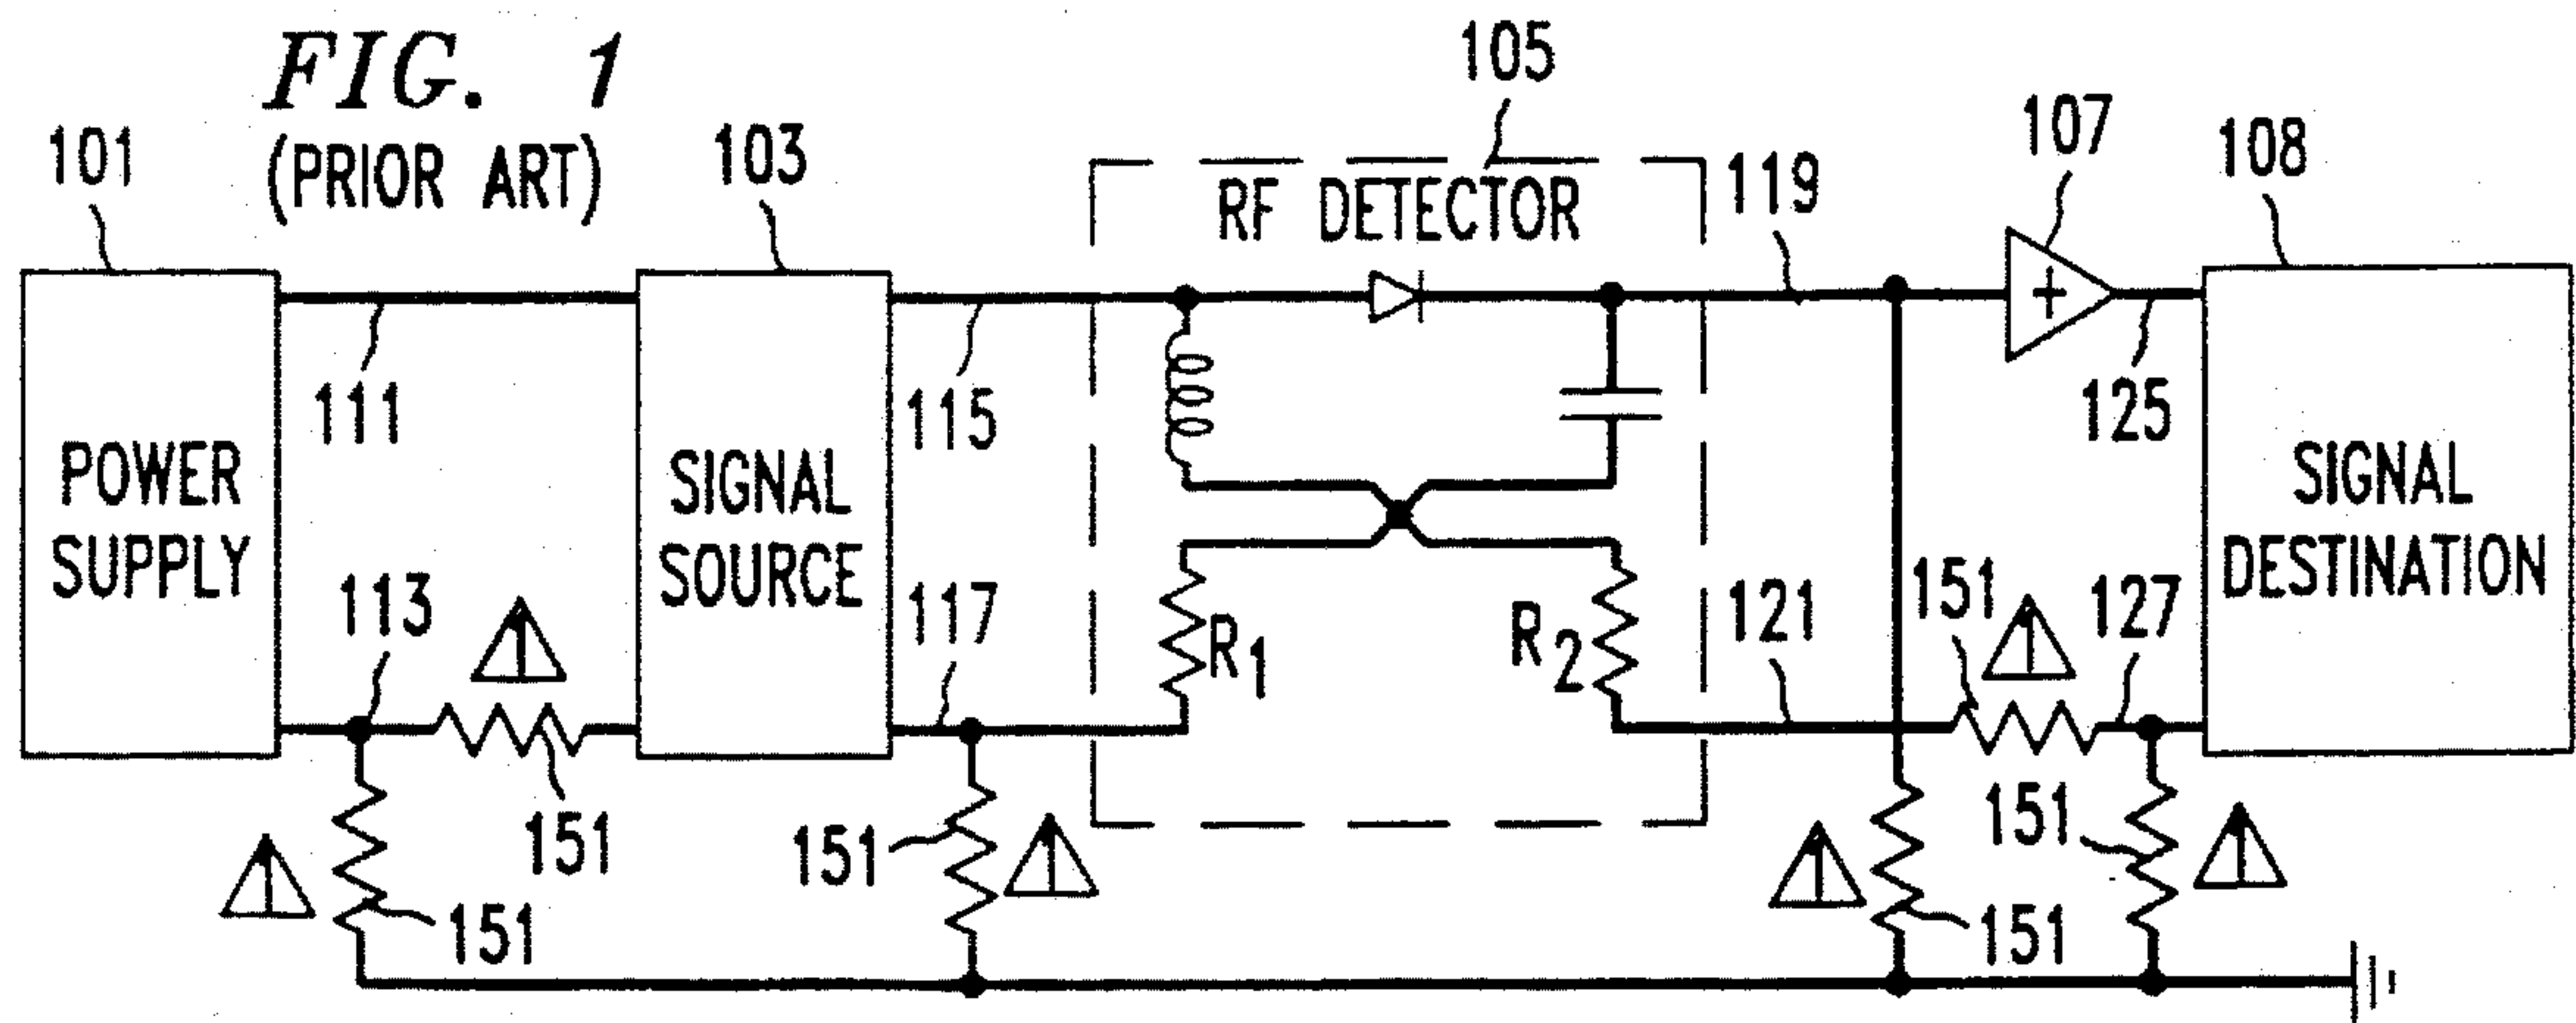 FIG. 1
(PRIOR ART)
101
103
105
107
108
RF DETECTOR
119
111
115
125
POWER
SUPPLY
SIGNAL
SOURCE
SIGNAL
DESTINATION
113
117
R1
R2
121
151
127
151
151
151
151
151
+